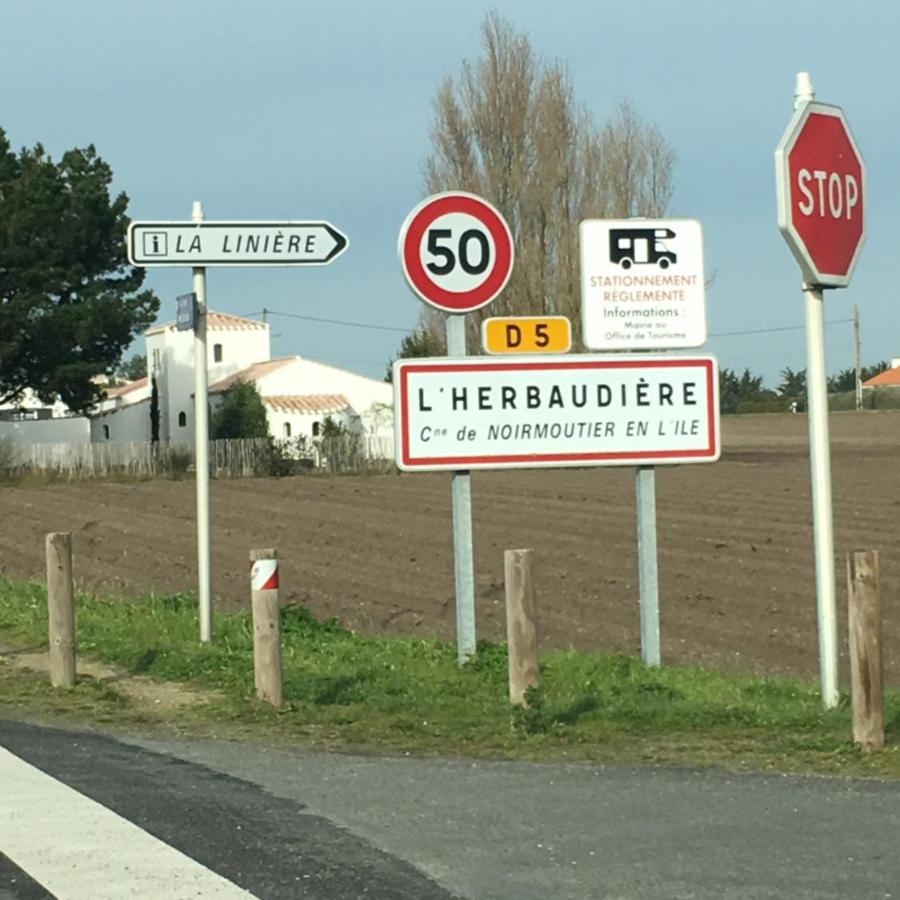 i LA LINIÈRE
50
D 5
STATIONNEMENT
RÉGLEMENTÉ
Informations :
Mairie ou
Office de Tourisme
L'HERBAUDIÈRE
Cne de NOIRMOUTIER EN L'ILE
STOP